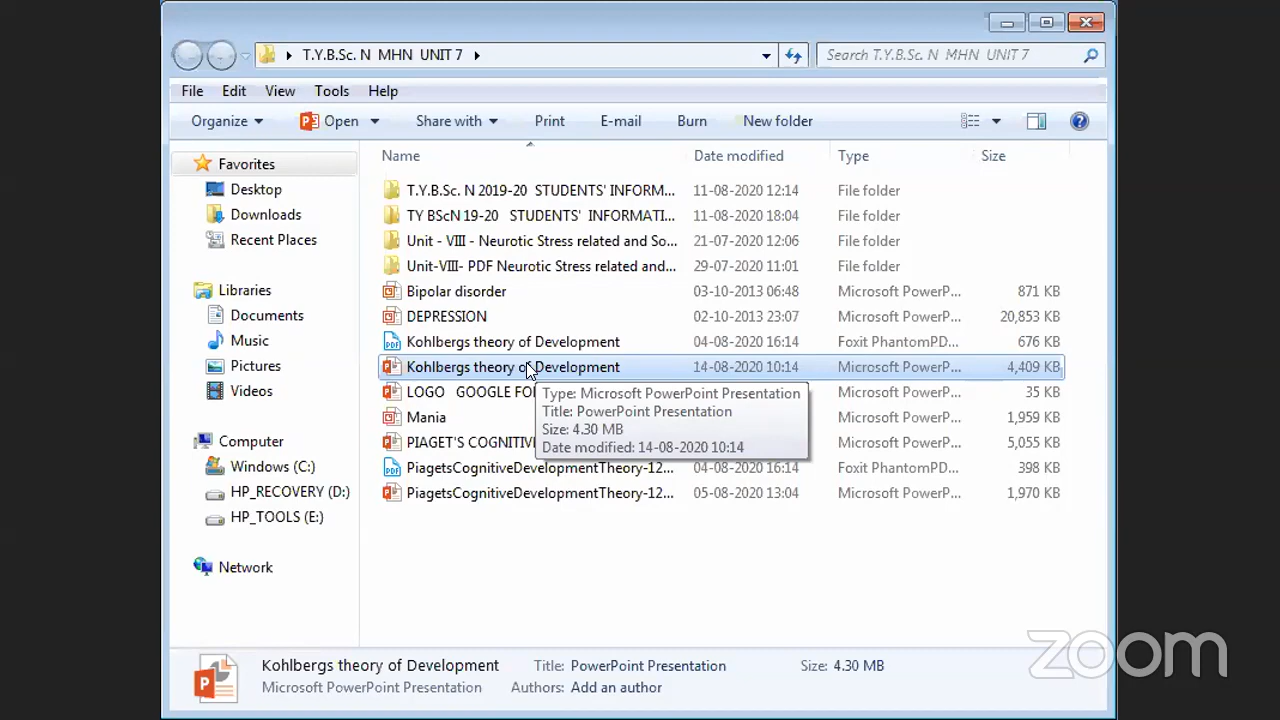 T.Y.B.Sc. N MHN UNIT 7
Search T.Y.B.Sc. N MHN UNIT 7
File Edit View Tools Help
Organize Open Share with Print E-mail Burn New folder
Name Date modified Type Size
Favorites
Desktop
Downloads
Recent Places
Libraries
Documents
Music
Pictures
Videos
Computer
Windows (C:)
HP_RECOVERY (D:)
HP_TOOLS (E:)
Network
T.Y.B.Sc. N 2019-20 STUDENTS' INFORM... 11-08-2020 12:14 File folder
TY BScN 19-20 STUDENTS' INFORMATI... 11-08-2020 18:04 File folder
Unit - VIII - Neurotic Stress related and So... 21-07-2020 12:06 File folder
Unit-VIII- PDF Neurotic Stress related and... 29-07-2020 11:01 File folder
Bipolar disorder 03-10-2013 06:48 Microsoft PowerP... 871 KB
DEPRESSION 02-10-2013 23:07 Microsoft PowerP... 20,853 KB
Kohlbergs theory of Development 04-08-2020 16:14 Foxit PhantomPD... 676 KB
Kohlbergs theory of Development 14-08-2020 10:14 Microsoft PowerP... 4,409 KB
LOGO GOOGLE FO Microsoft PowerP... 35 KB
Mania Microsoft PowerP... 1,959 KB
PIAGET'S COGNITIV Microsoft PowerP... 5,055 KB
PiagetsCognitiveDevelopmentTheory-12... 04-08-2020 16:14 Foxit PhantomPD... 398 KB
PiagetsCognitiveDevelopmentTheory-12... 05-08-2020 13:04 Microsoft PowerP... 1,970 KB
Type: Microsoft PowerPoint Presentation
Title: PowerPoint Presentation
Size: 4.30 MB
Date modified: 14-08-2020 10:14
Kohlbergs theory of Development Title: PowerPoint Presentation Size: 4.30 MB
Microsoft PowerPoint Presentation Authors: Add an author
zoom